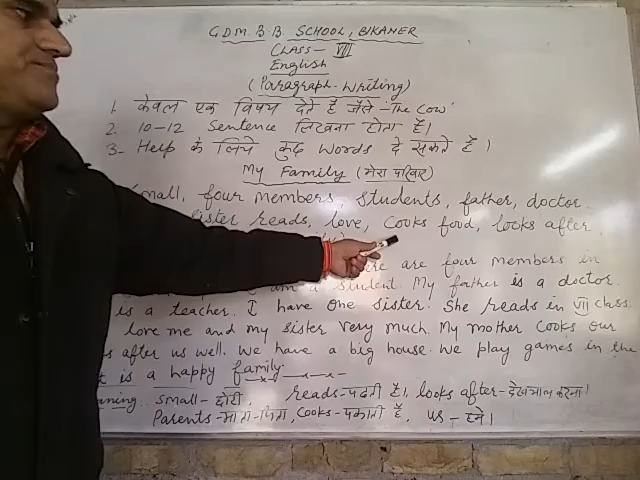 G.D.M. B.B. SCHOOL, BIKANER
CLASS - VIII
English
(Paragraph-Writing)
1. केवल एक विषय देते हैं जैसे 'The Cow'
2. 10-12 Sentence लिखना होता है।
3- Help के लिये कुछ words दे सकते हैं।
My Family (मेरा परिवार)
Small, four members, students, father, doctor.
Sister reads, love, Cooks food, looks after
are four members in
am a student. My father is a doctor.
is a teacher. I have one sister. She reads in VIII class.
love me and my sister very much. My mother Cooks our
after us well. We have a big house. We play games in the
is a happy family.
small-छोटी, reads-पढती है। looks after-देखभाल करना।
Parents-माता-पिता, Cooks-पकाती है, us-हमें।